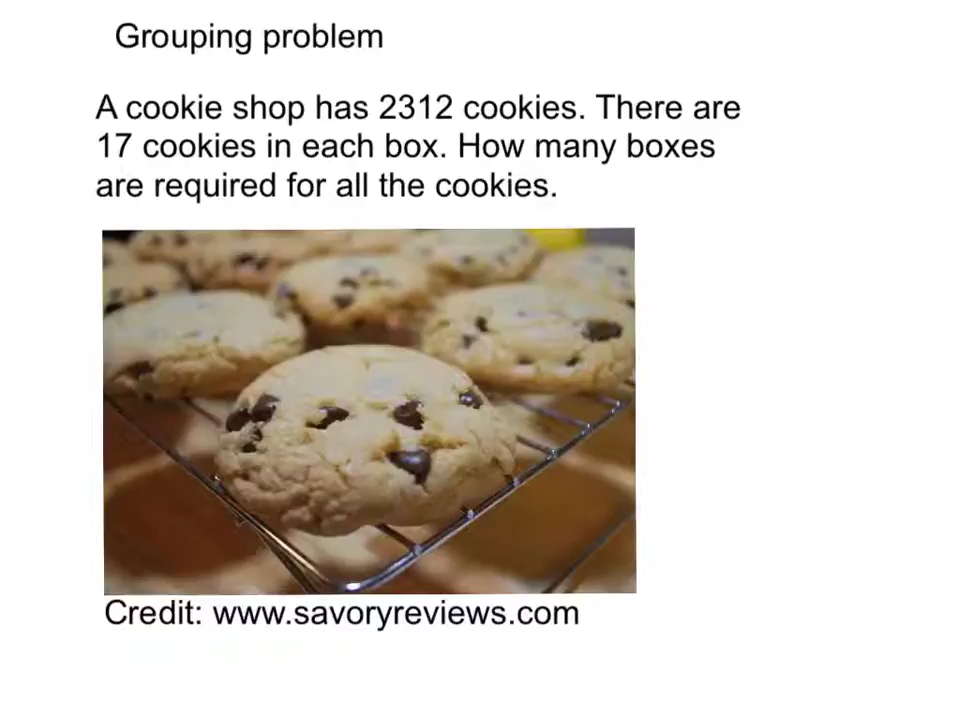 Grouping problem
A cookie shop has 2312 cookies. There are
17 cookies in each box. How many boxes
are required for all the cookies.
Credit: www.savoryreviews.com